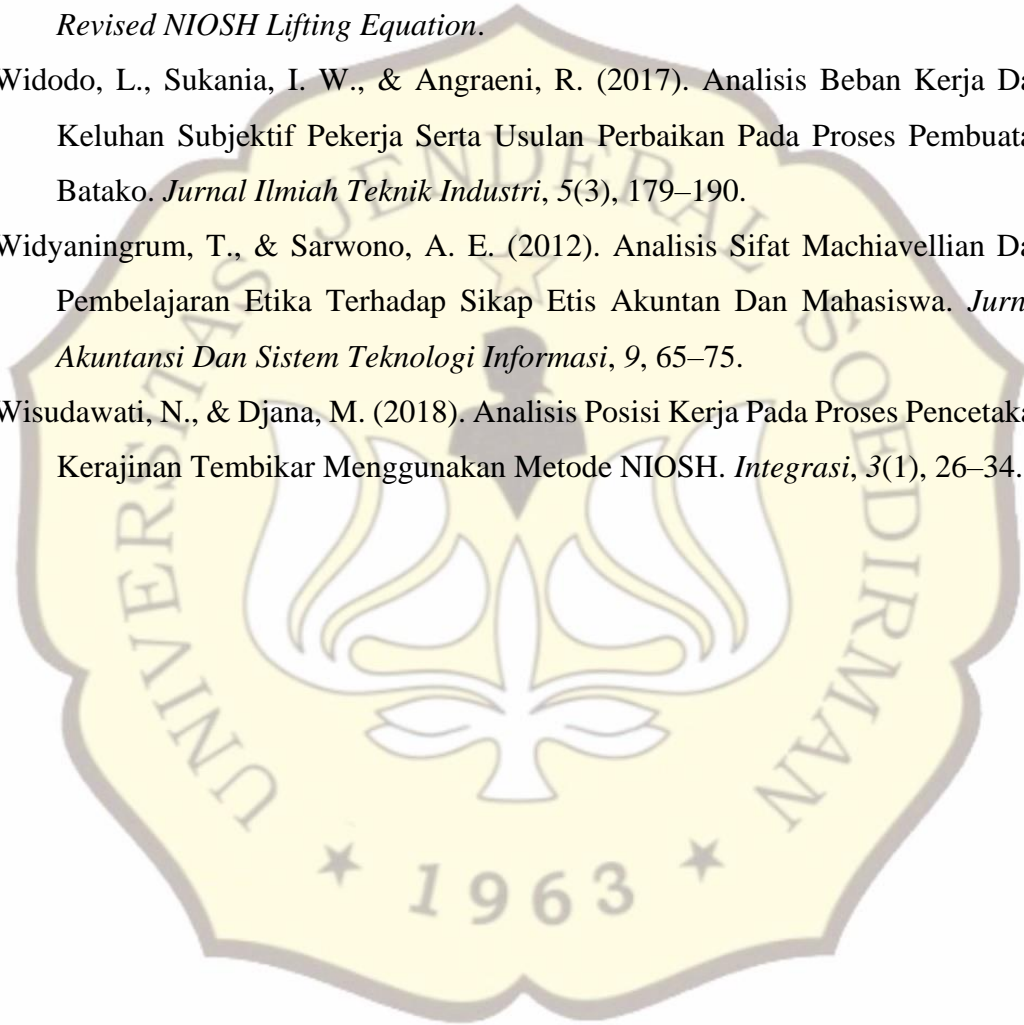 Revised NIOSH Lifting Equation.
Widodo, L., Sukania, I. W., & Angraeni, R. (2017). Analisis Beban Kerja Da
Keluhan Subjektif Pekerja Serta Usulan Perbaikan Pada Proses Pembuata
Batako. Jurnal Ilmiah Teknik Industri, 5(3), 179–190.
Widyaningrum, T., & Sarwono, A. E. (2012). Analisis Sifat Machiavellian Da
Pembelajaran Etika Terhadap Sikap Etis Akuntan Dan Mahasiswa. Jurn
Akuntansi Dan Sistem Teknologi Informasi, 9, 65–75.
Wisudawati, N., & Djana, M. (2018). Analisis Posisi Kerja Pada Proses Pencetaka
Kerajinan Tembikar Menggunakan Metode NIOSH. Integrasi, 3(1), 26–34.
UNIVERSITAS JENDERAL SOEDIRMAN
1963